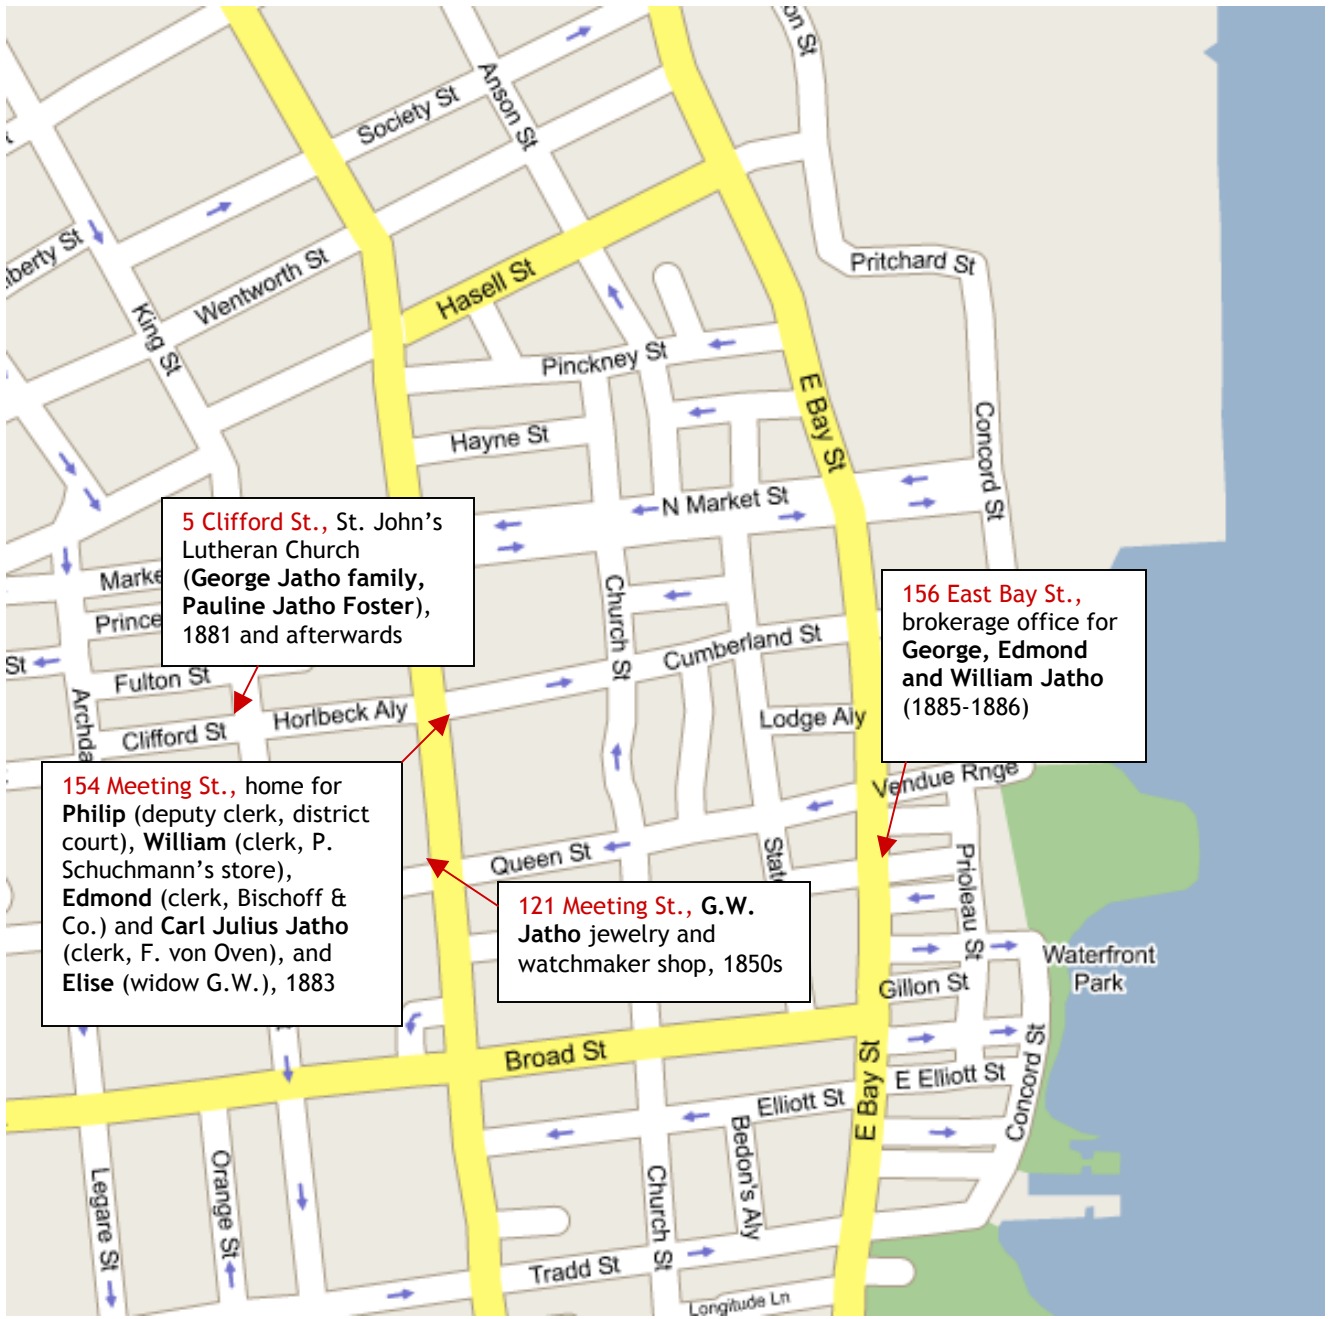 on St
Anson St
Society St
iberty St
Pritchard St
Wentworth St
Hasell St
King St
Pinckney St
E Bay St
Hayne St
Concord St
N Market St
5 Clifford St., St. John’s
Lutheran Church
(George Jatho family,
Pauline Jatho Foster),
1881 and afterwards
Marke
Prince
St
Fulton St
Church St
Cumberland St
156 East Bay St.,
brokerage office for
George, Edmond
and William Jatho
(1885-1886)
Archda
Horlbeck Aly
Clifford St
Lodge Aly
Vendue Rnge
154 Meeting St., home for
Philip (deputy clerk, district
court), William (clerk, P.
Schuchmann’s store),
Edmond (clerk, Bischoff &
Co.) and Carl Julius Jatho
(clerk, F. von Oven), and
Elise (widow G.W.), 1883
Queen St
State
Prioleau St
121 Meeting St., G.W.
Jatho jewelry and
watchmaker shop, 1850s
Waterfront
Park
Gillon St
Broad St
E Bay St
E Elliott St
Concord St
Elliott St
Bedon's Aly
Legare St
Orange St
Church St
Tradd St
Longitude Ln